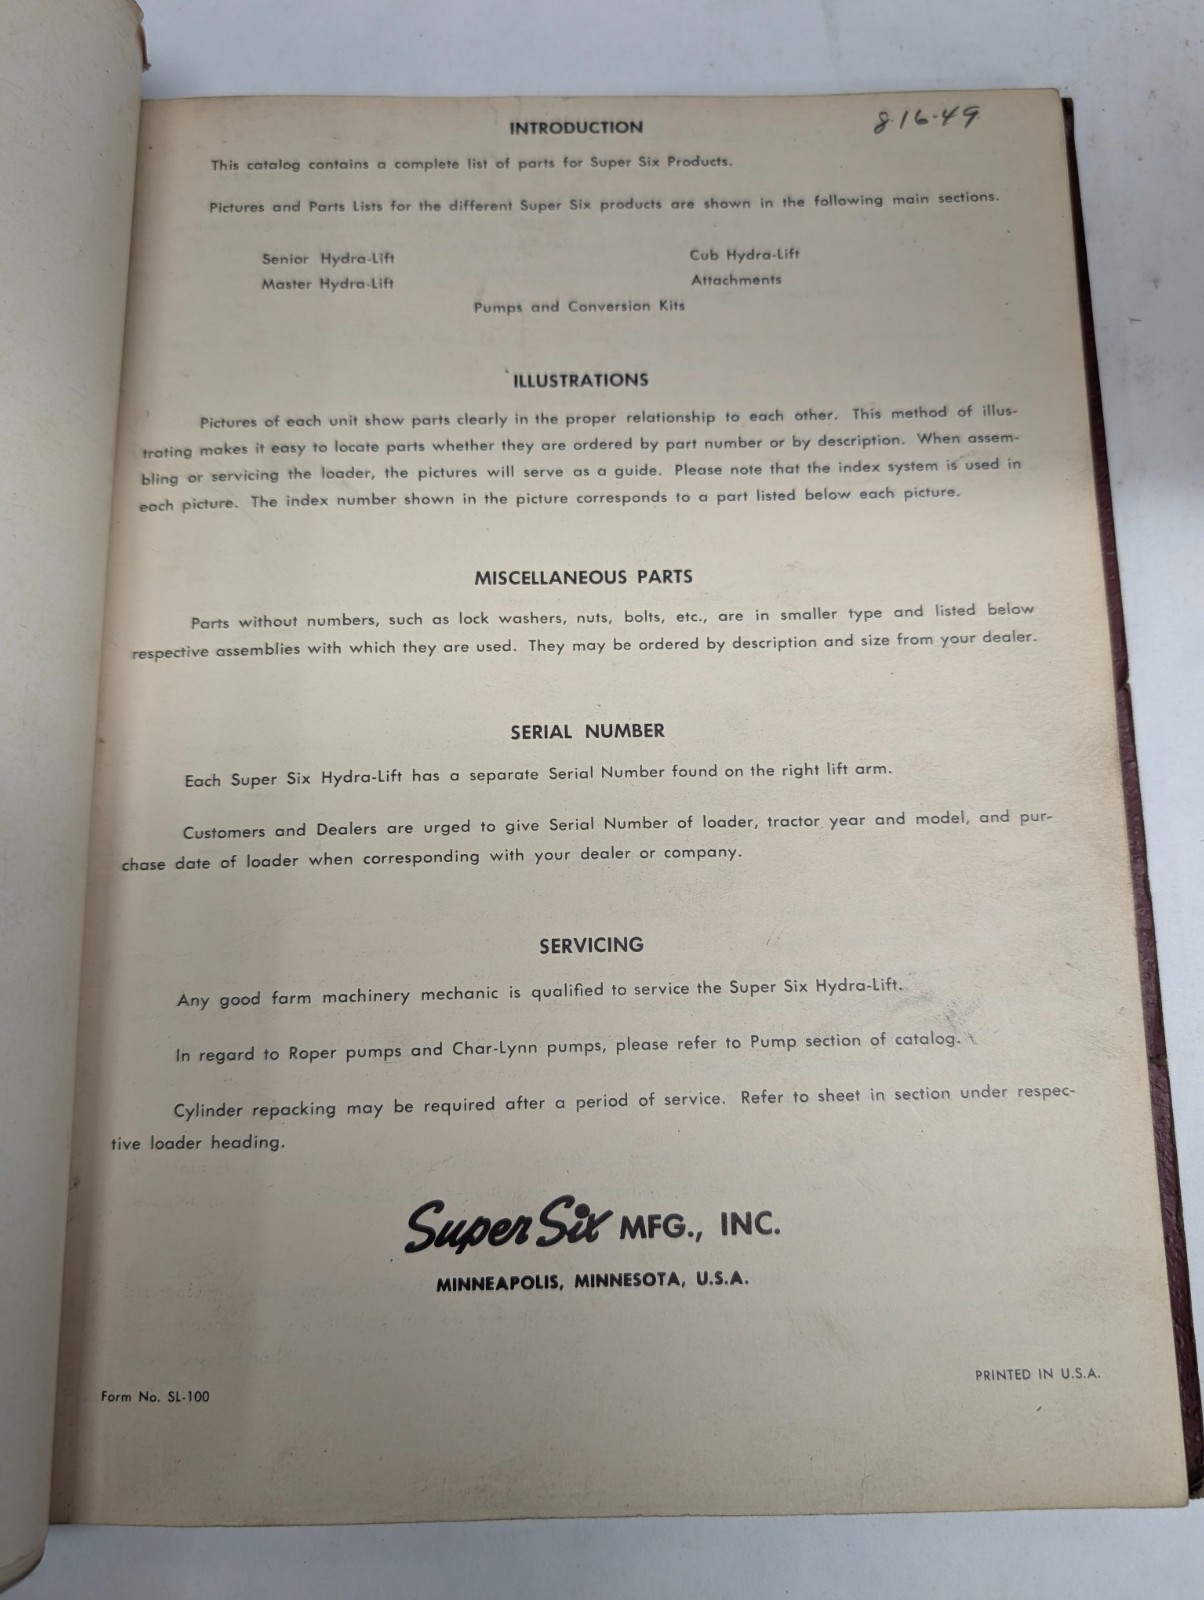 INTRODUCTION
8-16-49
This catalog contains a complete list of parts for Super Six Products.
Pictures and Parts Lists for the different Super Six products are shown in the following main sections.
Senior Hydra-Lift
Cub Hydra-Lift
Master Hydra-Lift
Attachments
Pumps and Conversion Kits
ILLUSTRATIONS
Pictures of each unit show parts clearly in the proper relationship to each other. This method of illus-
trating makes it easy to locate parts whether they are ordered by part number or by description. When assem-
bling or servicing the loader, the pictures will serve as a guide. Please note that the index system is used in
each picture. The index number shown in the picture corresponds to a part listed below each picture.
MISCELLANEOUS PARTS
Parts without numbers, such as lock washers, nuts, bolts, etc., are in smaller type and listed below
respective assemblies with which they are used. They may be ordered by description and size from your dealer.
SERIAL NUMBER
Each Super Six Hydra-Lift has a separate Serial Number found on the right lift arm.
Customers and Dealers are urged to give Serial Number of loader, tractor year and model, and pur-
chase date of loader when corresponding with your dealer or company.
SERVICING
Any good farm machinery mechanic is qualified to service the Super Six Hydra-Lift.
In regard to Roper pumps and Char-Lynn pumps, please refer to Pump section of catalog.
Cylinder repacking may be required after a period of service. Refer to sheet in section under respec-
tive loader heading.
Super Six MFG., INC.
MINNEAPOLIS, MINNESOTA, U.S.A.
PRINTED IN U.S.A.
Form No. SL-100